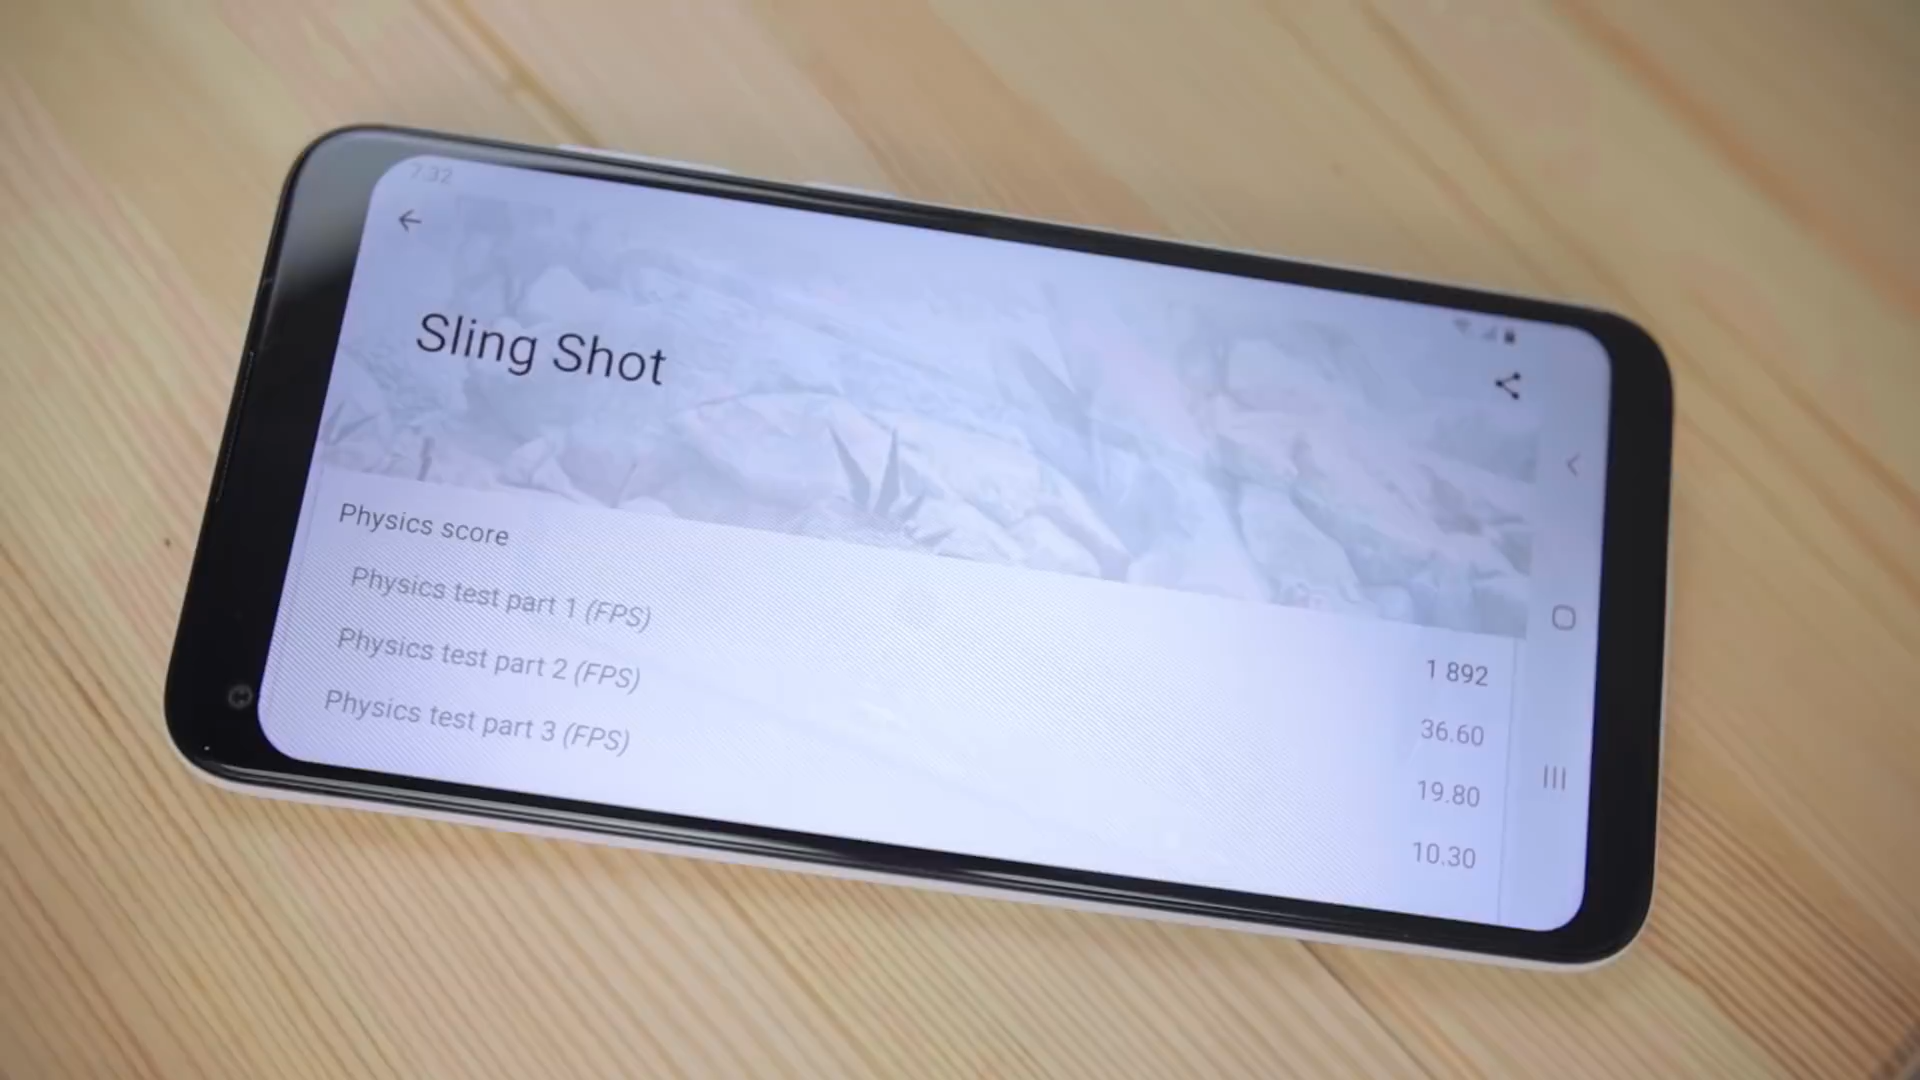 7.32
Sling Shot
Physics score 1 892
Physics test part 1 (FPS) 36.60
Physics test part 2 (FPS) 19.80
Physics test part 3 (FPS) 10.30